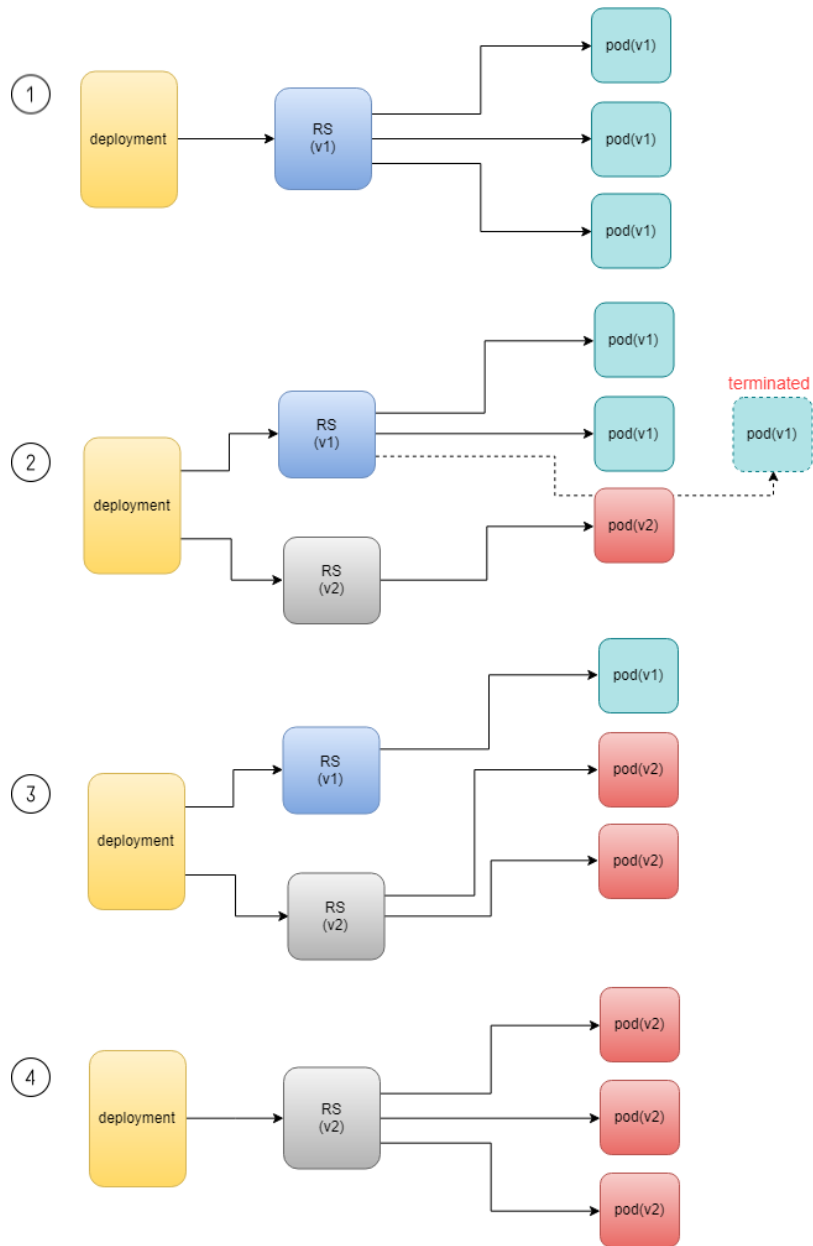 1
deployment
RS
(v1)
pod(v1)
pod(v1)
pod(v1)
2
deployment
RS
(v1)
RS
(v2)
pod(v1)
pod(v1)
pod(v2)
terminated
pod(v1)
3
deployment
RS
(v1)
RS
(v2)
pod(v1)
pod(v2)
pod(v2)
4
deployment
RS
(v2)
pod(v2)
pod(v2)
pod(v2)